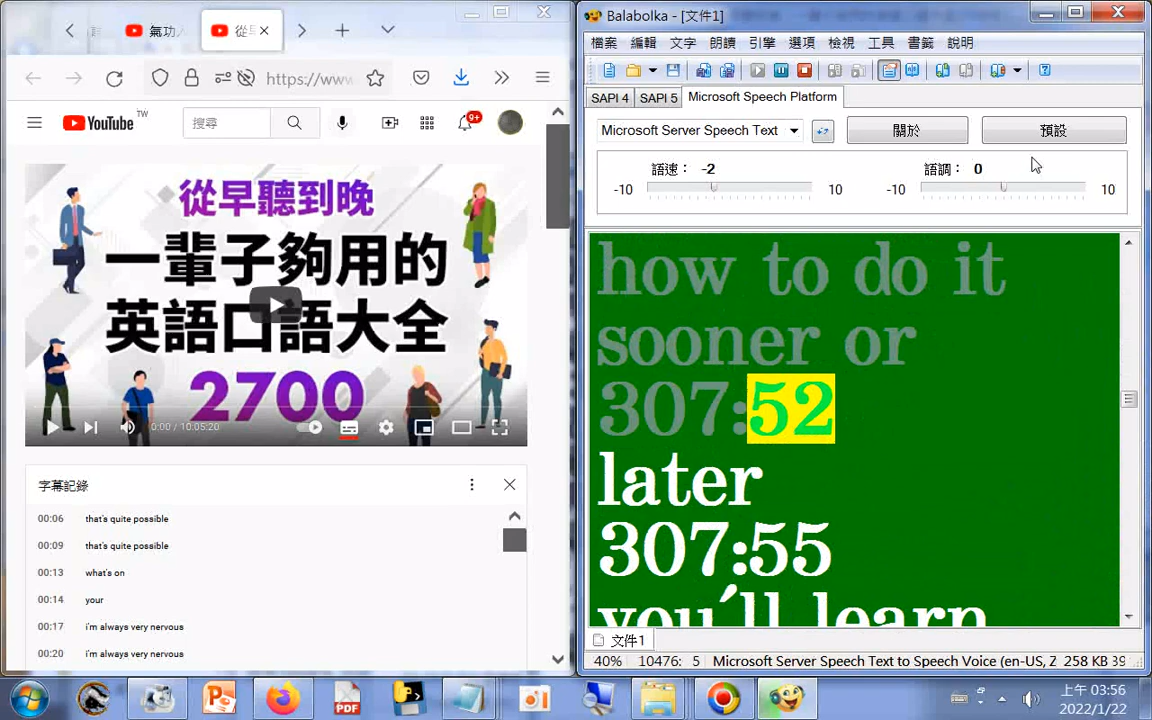 氣功
從
https://www
Balabolka - [文件1]
檔案 編輯 文字 朗讀 引擎 選項 檢視 工具 書籤 說明
SAPI 4 SAPI 5 Microsoft Speech Platform
Microsoft Server Speech Text
關於
預設
語速： -2
-10 10
語調： 0
-10 10
YouTube TW
搜尋
9+
從早聽到晚
一輩子夠用的
英語口語大全
2700
0:00 / 10:05:20
字幕記錄
00:06 that's quite possible
00:09 that's quite possible
00:13 what's on
00:14 your
00:17 i'm always very nervous
00:20 i'm always very nervous
how to do it
sooner or
307:52
later
307:55
you'll learn
文件1
40% 10476: 5 Microsoft Server Speech Text to Speech Voice (en-US, Z 258 KB
PDF
上午 03:56
2022/1/22